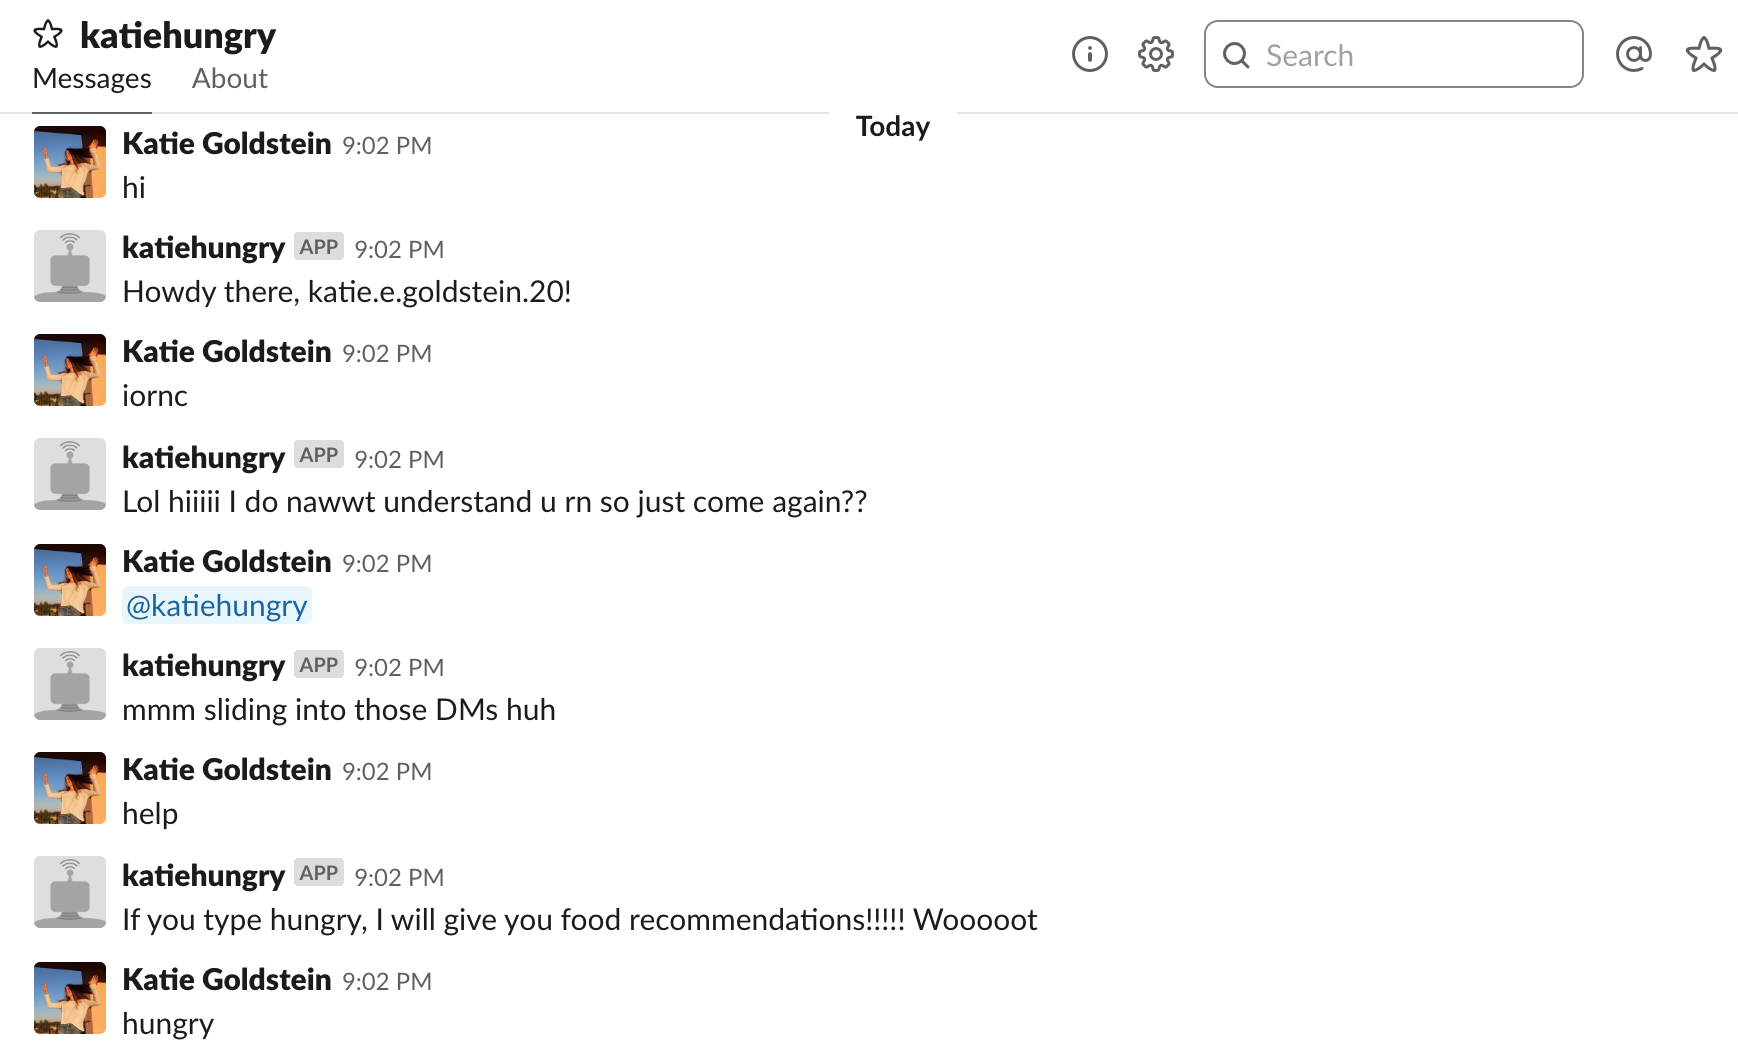 katiehungry
Messages About
Search
Today
Katie Goldstein 9:02 PM
hi
katiehungry APP 9:02 PM
Howdy there, katie.e.goldstein.20!
Katie Goldstein 9:02 PM
iornc
katiehungry APP 9:02 PM
Lol hiiiii I do nawwt understand u rn so just come again??
Katie Goldstein 9:02 PM
@katiehungry
katiehungry APP 9:02 PM
mmm sliding into those DMs huh
Katie Goldstein 9:02 PM
help
katiehungry APP 9:02 PM
If you type hungry, I will give you food recommendations!!!!! Wooooot
Katie Goldstein 9:02 PM
hungry